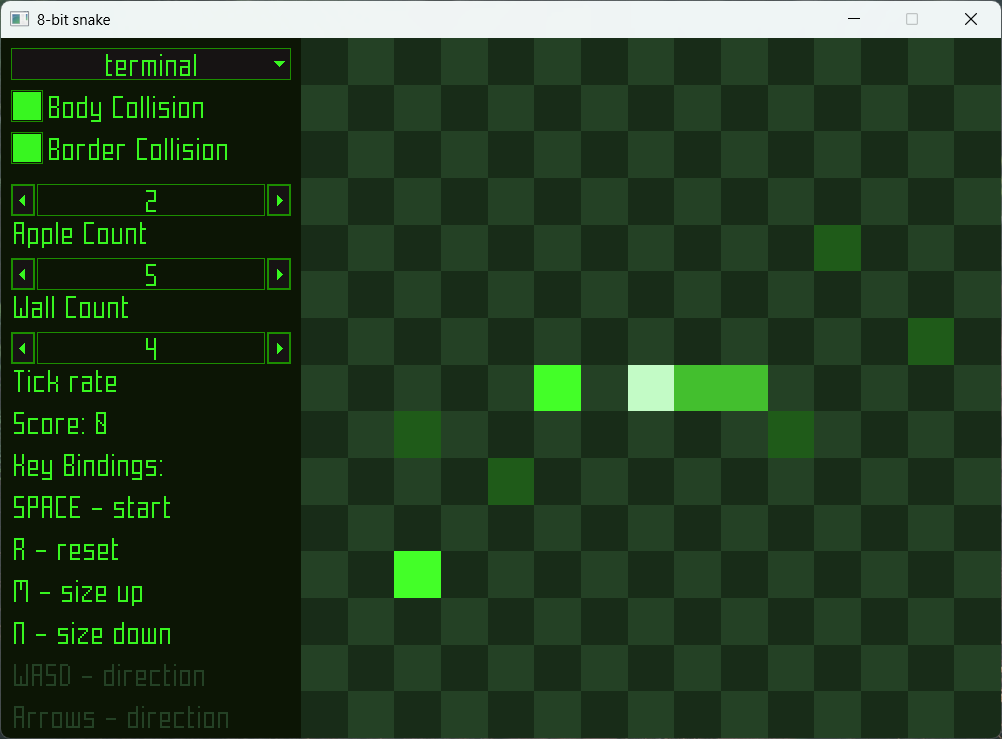 8-bit snake
terminal
Body Collision
Border Collision
2
Apple Count
5
Wall Count
4
Tick rate
Score: 0
Key Bindings:
SPACE - start
R - reset
M - size up
N - size down
WASD - direction
Arrows - direction